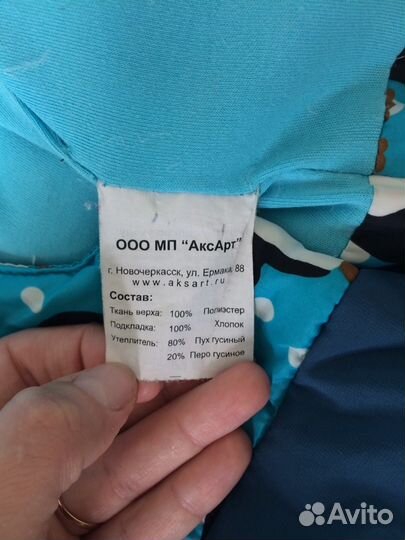 ООО МП "АксАрт"
г. Новочеркасск, ул. Ермака, 88
www.aksart.ru
Состав:
Ткань верха: 100% Полиэстер
Подкладка: 100% Хлопок
Утеплитель: 80% Пух гусиный
20% Перо гусиное
Avito